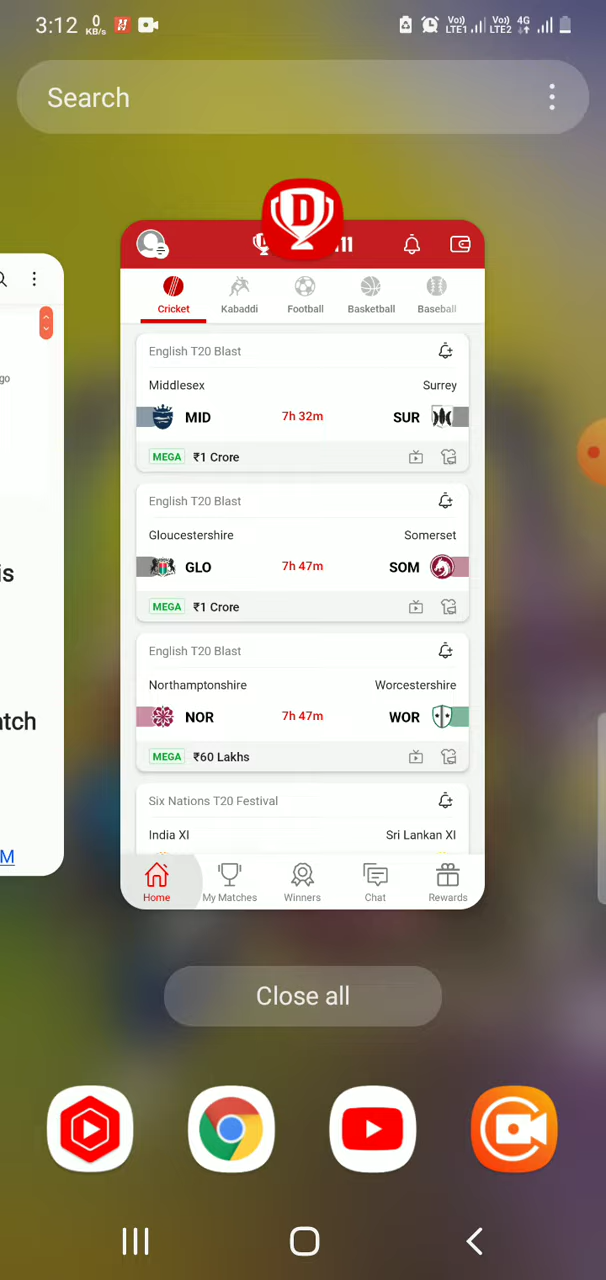 3:12
0
KB/s
Vo)
LTE1
Vo)
LTE2
4G
Search
D
11
Cricket
Kabaddi
Football
Basketball
Baseball
English T20 Blast
Middlesex
Surrey
MID
7h 32m
SUR
MEGA
₹1 Crore
English T20 Blast
Gloucestershire
Somerset
GLO
7h 47m
SOM
MEGA
₹1 Crore
English T20 Blast
Northamptonshire
Worcestershire
NOR
7h 47m
WOR
MEGA
₹60 Lakhs
Six Nations T20 Festival
India XI
Sri Lankan XI
Home
My Matches
Winners
Chat
Rewards
go
is
atch
M
Close all